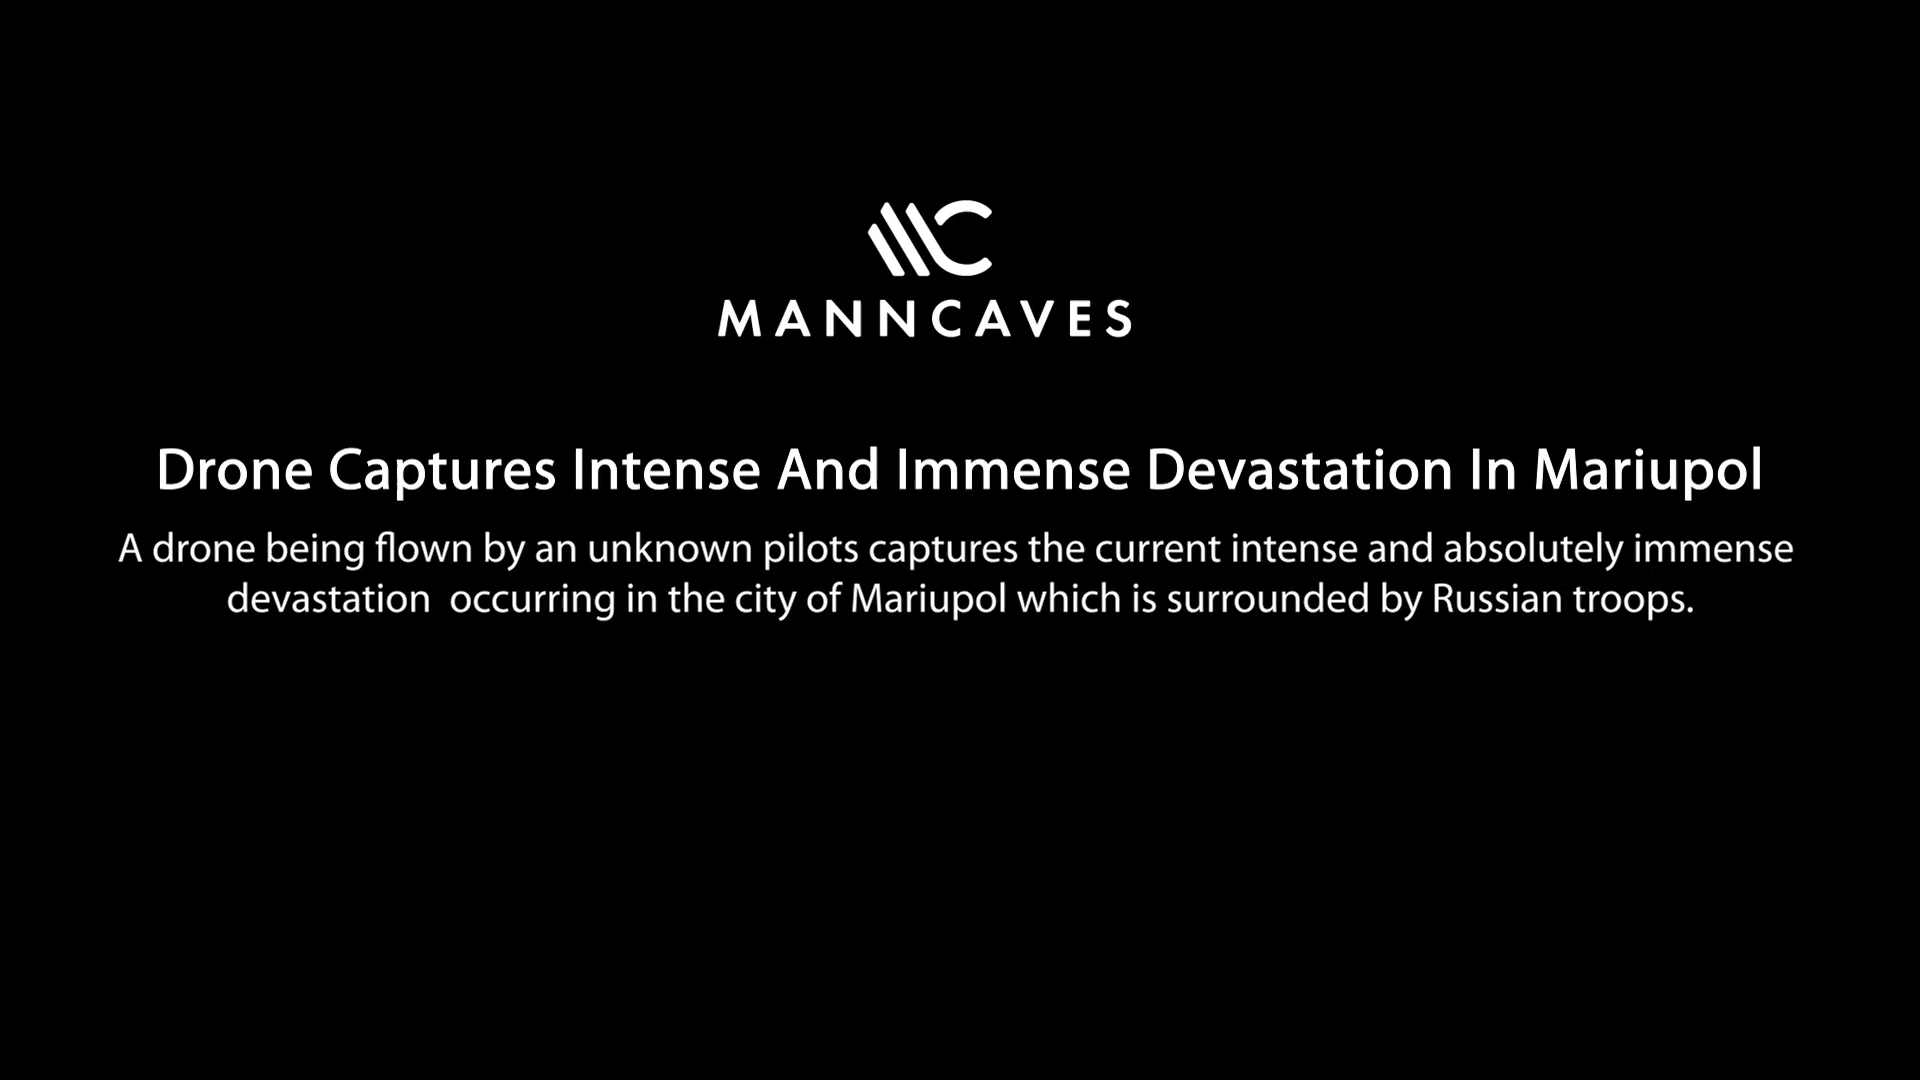 MC
MANNCAVES
Drone Captures Intense And Immense Devastation In Mariupol
A drone being flown by an unknown pilots captures the current intense and absolutely immense
devastation  occurring in the city of Mariupol which is surrounded by Russian troops.